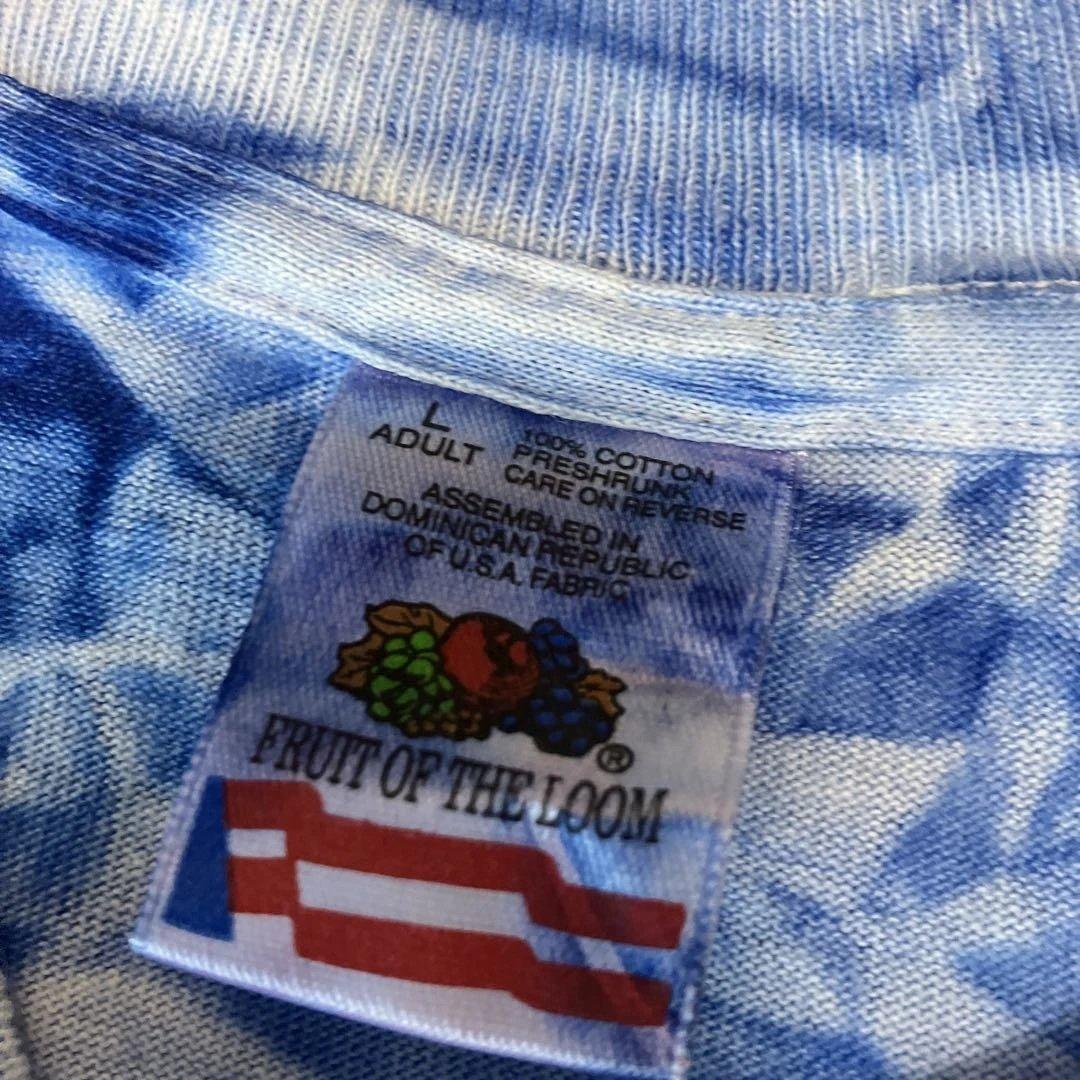 L
ADULT
100% COTTON
PRESHRUNK
CARE ON REVERSE
ASSEMBLED IN
DOMINICAN REPUBLIC
OF U.S.A. FABRIC
FRUIT OF THE LOOM®